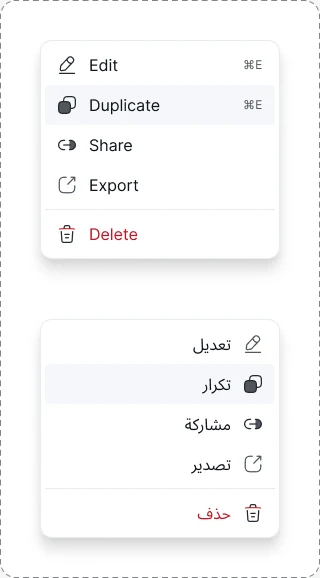 Edit ⌘E
Duplicate ⌘E
Share
Export
Delete
تعديل
تكرار
مشاركة
تصدير
حذف